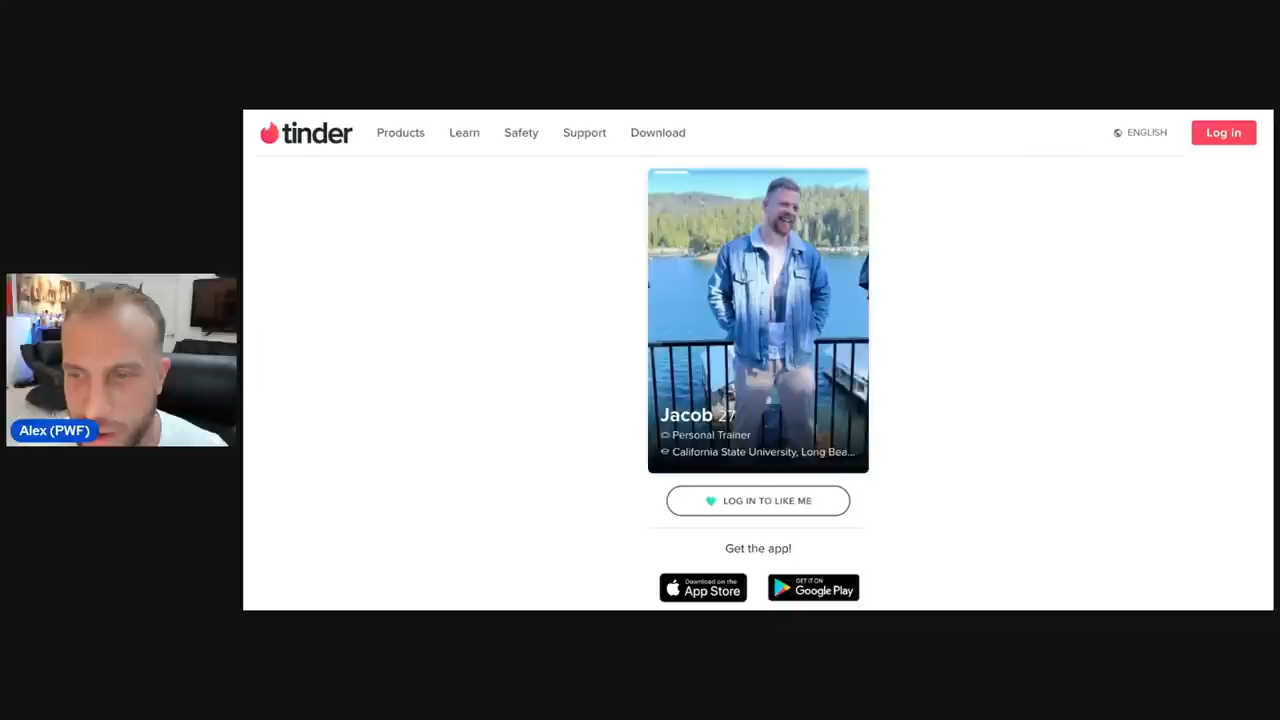 tinder
Products
Learn
Safety
Support
Download
ENGLISH
Log in
Jacob 27
Personal Trainer
California State University, Long Bea...
LOG IN TO LIKE ME
Get the app!
Download on the
App Store
GET IT ON
Google Play
Alex (PWF)